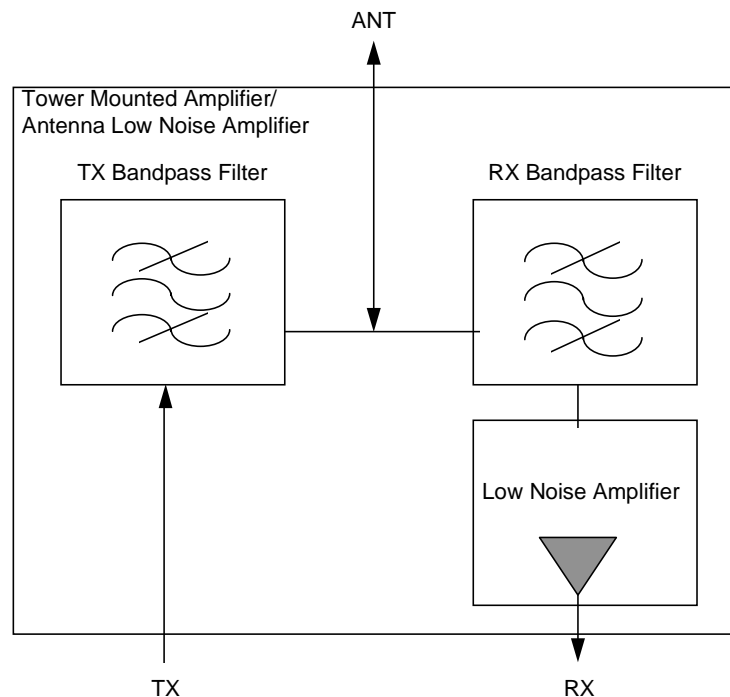 ANT
Tower Mounted Amplifier/
Antenna Low Noise Amplifier
TX Bandpass Filter
RX Bandpass Filter
Low Noise Amplifier
TX
RX